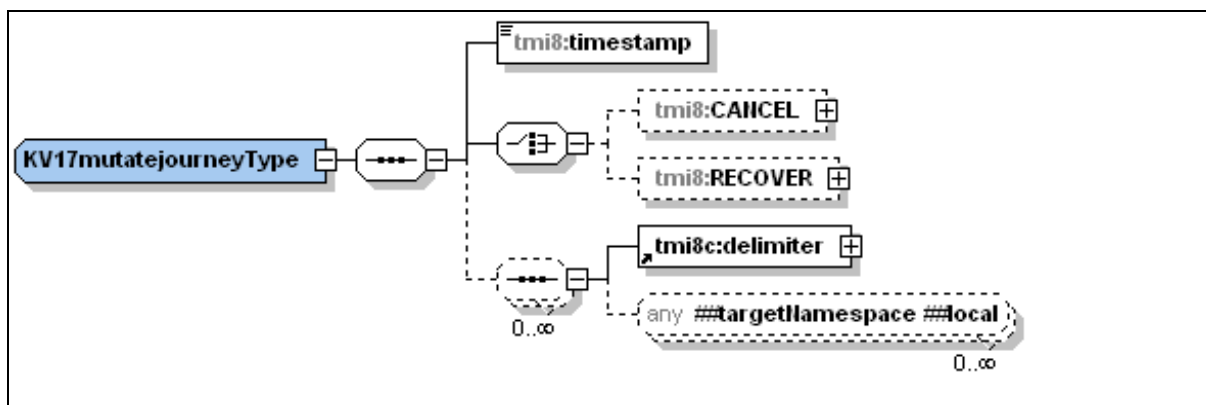 tmi8:timestamp
tmi8:CANCEL
KV17mutatejourneyType
tmi8:RECOVER
tmi8c:delimiter
any ##targetNamespace ##local
0..∞
0..∞